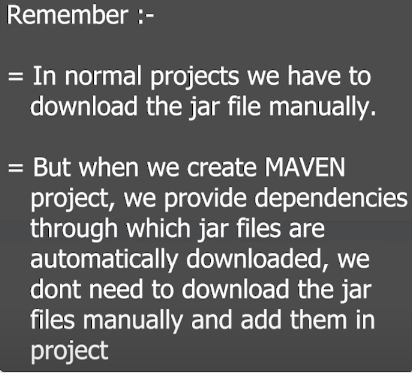 Remember :-
= In normal projects we have to
download the jar file manually.
= But when we create MAVEN
project, we provide dependencies
through which jar files are
automatically downloaded, we
dont need to download the jar
files manually and add them in
project